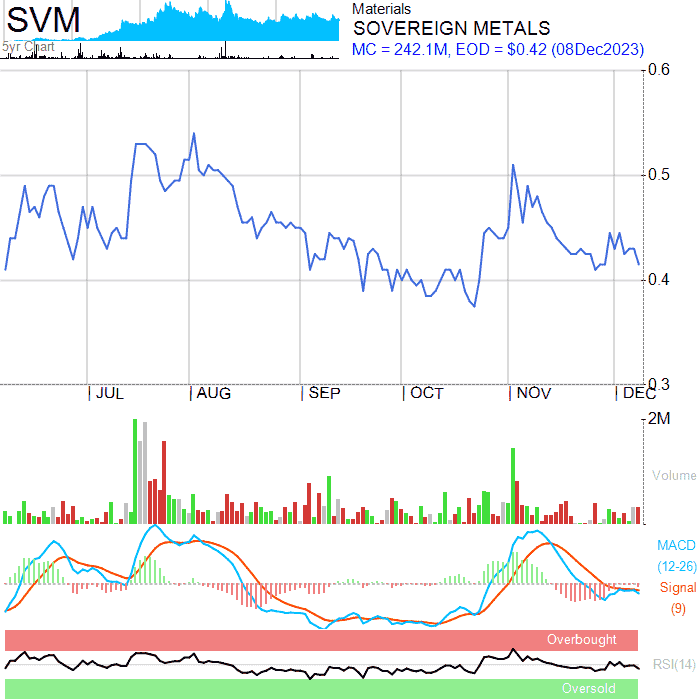 SVM
Materials
SOVEREIGN METALS
MC = 242.1M, EOD = $0.42 (08Dec2023)
5yr Chart
0.6
0.5
0.4
0.3
JUL AUG SEP OCT NOV DEC
2M
Volume
MACD
(12-26)
Signal
(9)
Overbought
RSI(14)
Oversold